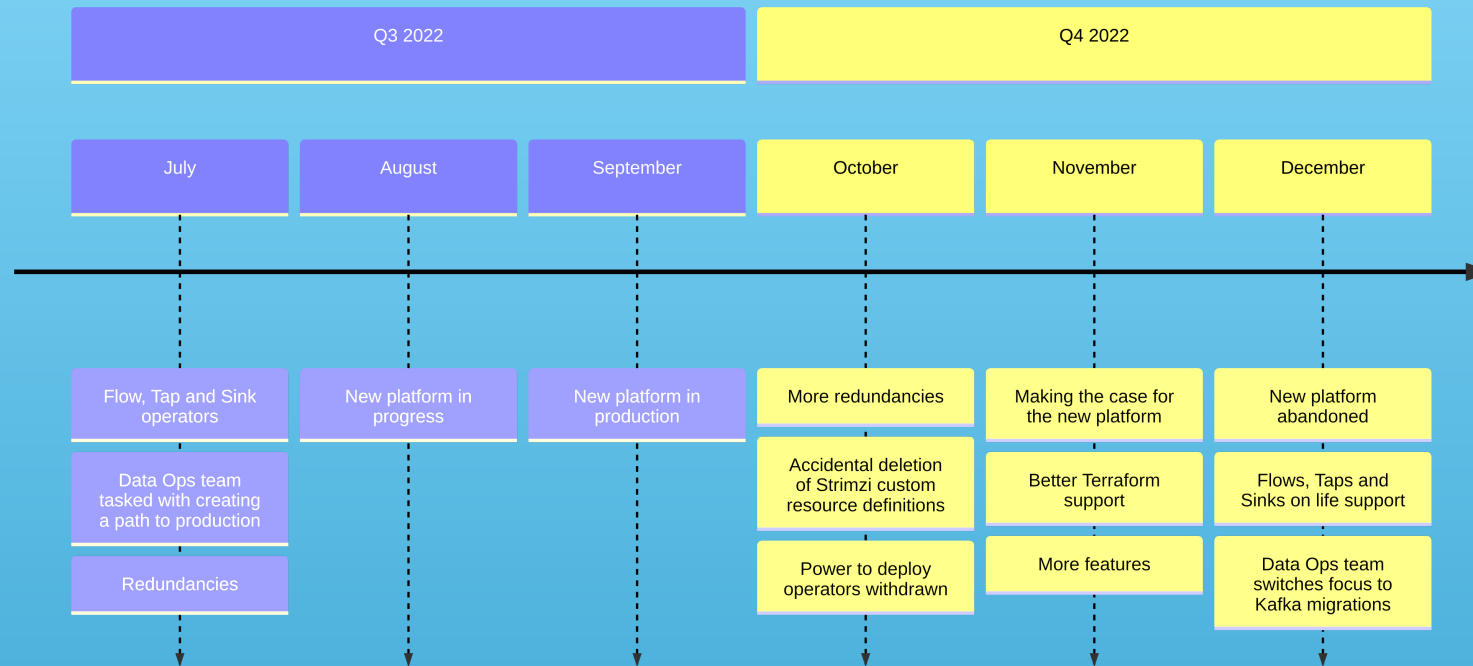 Q3 2022
Q4 2022
July
August
September
October
November
December
Flow, Tap and Sink
operators
Data Ops team
tasked with creating
a path to production
Redundancies
New platform in
progress
New platform in
production
More redundancies
Accidental deletion
of Strimzi custom
resource definitions
Power to deploy
operators withdrawn
Making the case for
the new platform
Better Terraform
support
More features
New platform
abandoned
Flows, Taps and
Sinks on life support
Data Ops team
switches focus to
Kafka migrations